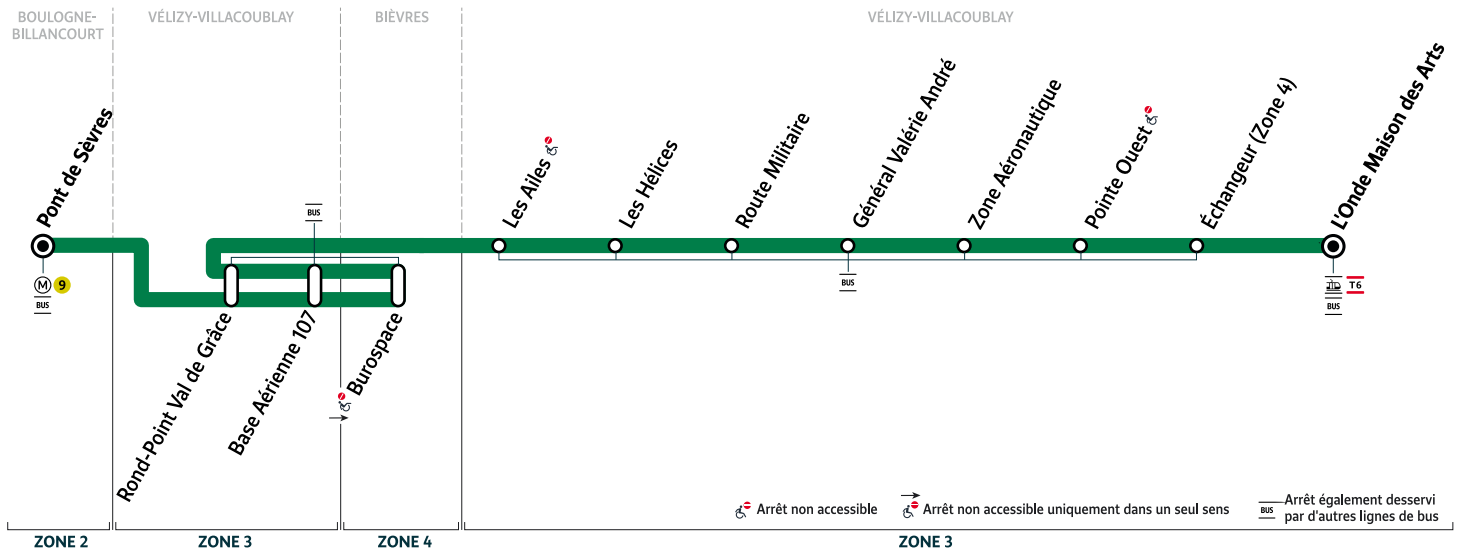 BOULOGNE-
BILLANCOURT
VÉLIZY-VILLACOUBLAY
BIÈVRES
VÉLIZY-VILLACOUBLAY
Pont de Sèvres
M 9
BUS
Rond-Point Val de Grâce
BUS
Base Aérienne 107
Burospace
Les Ailes
Les Hélices
Route Militaire
Général Valérie André
BUS
Zone Aéronautique
Pointe Ouest
Échangeur (Zone 4)
L'Onde Maison des Arts
T6
BUS
Arrêt non accessible
Arrêt non accessible uniquement dans un seul sens
BUS
Arrêt également desservi
par d'autres lignes de bus
ZONE 2
ZONE 3
ZONE 4
ZONE 3